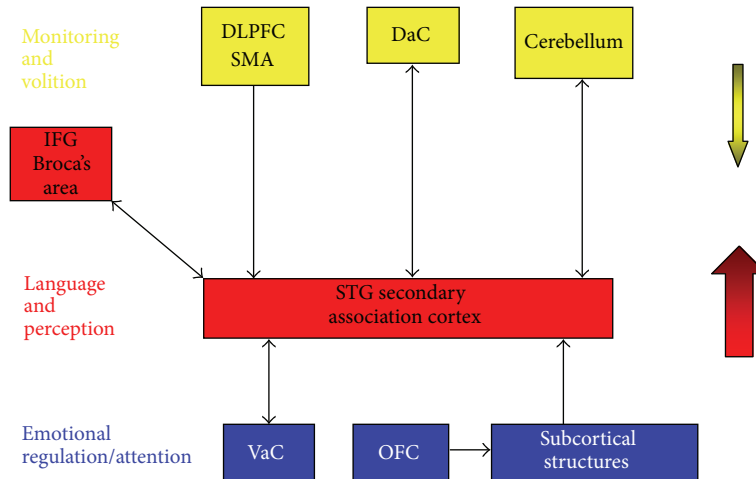 Monitoring and
volition
DLPFC
SMA
DaC
Cerebellum
IFG
Broca's
area
Language
and
perception
STG secondary
association cortex
Emotional
regulation/attention
VaC
OFC
Subcortical
structures